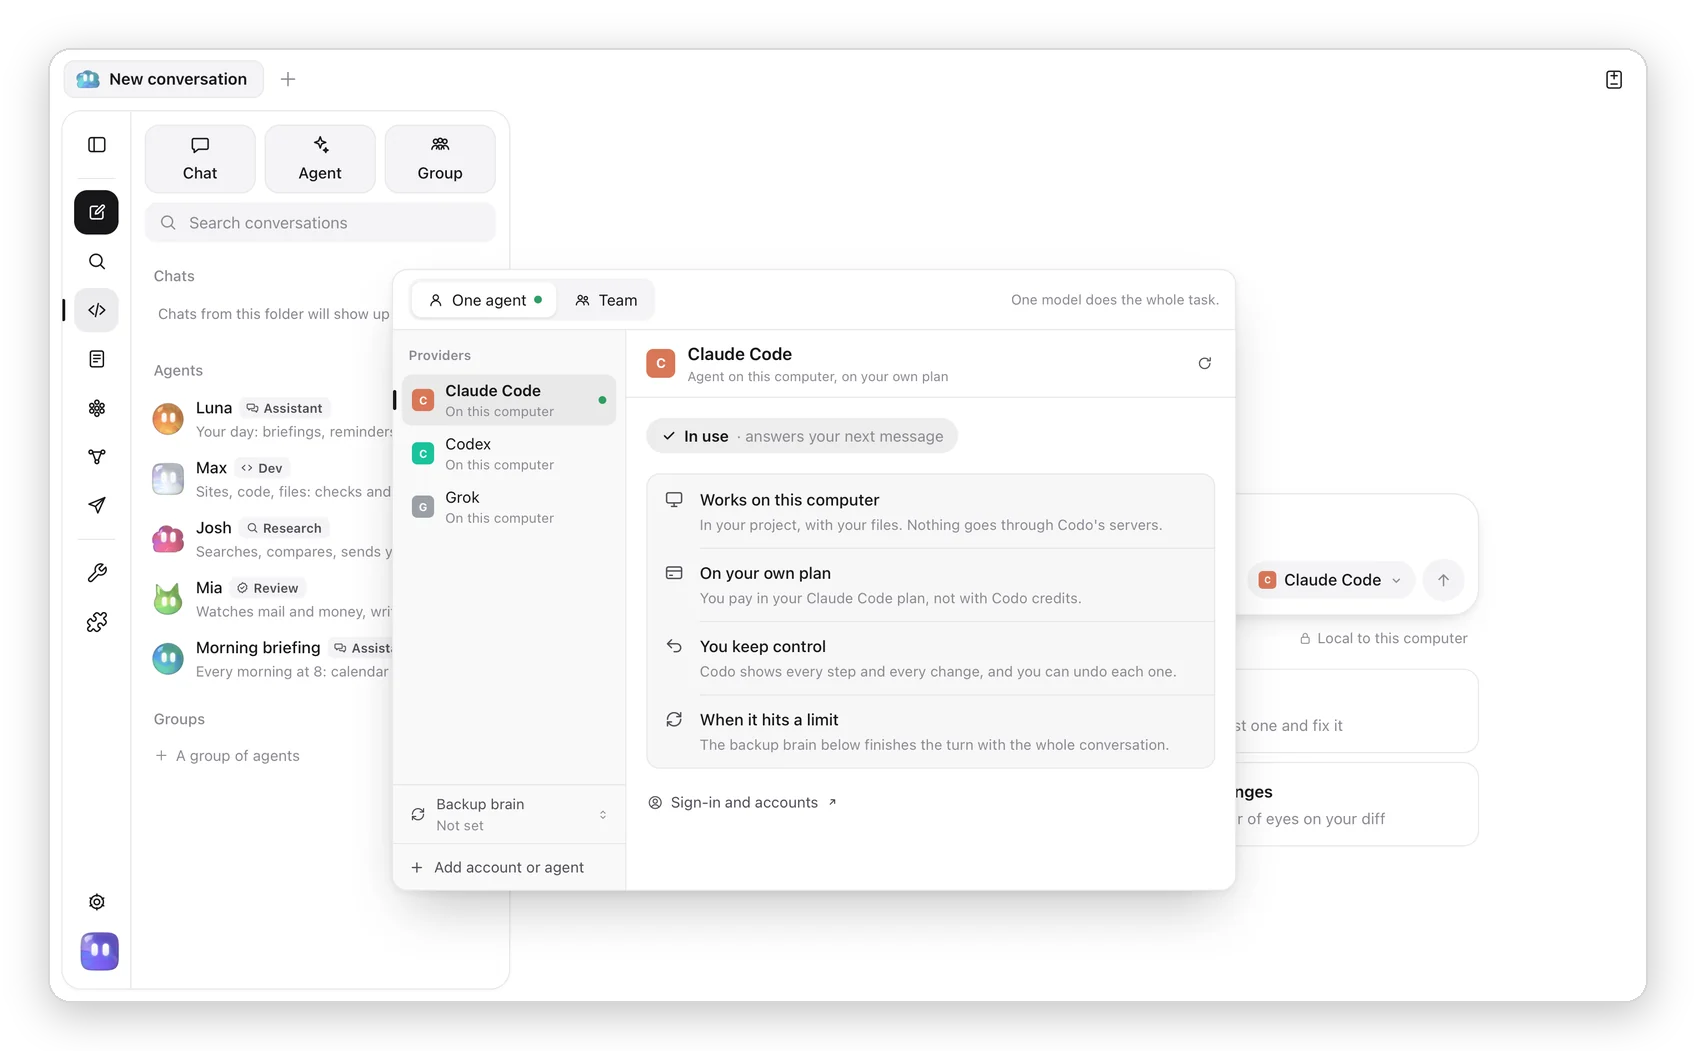 New conversation
Chat
Agent
Group
Search conversations
Chats
Chats from this folder will show up
Agents
Luna
Assistant
Your day: briefings, reminders
Max
Dev
Sites, code, files: checks and
Josh
Research
Searches, compares, sends y
Mia
Review
Watches mail and money, wri
Morning briefing
Assista
Every morning at 8: calendar
Groups
A group of agents
One agent
Team
One model does the whole task.
Providers
C
Claude Code
On this computer
C
Codex
On this computer
G
Grok
On this computer
Backup brain
Not set
Add account or agent
C
Claude Code
Agent on this computer, on your own plan
In use · answers your next message
Works on this computer
In your project, with your files. Nothing goes through Codo's servers.
On your own plan
You pay in your Claude Code plan, not with Codo credits.
You keep control
Codo shows every step and every change, and you can undo each one.
When it hits a limit
The backup brain below finishes the turn with the whole conversation.
Sign-in and accounts
C
Claude Code
Local to this computer
st one and fix it
nges
r of eyes on your diff